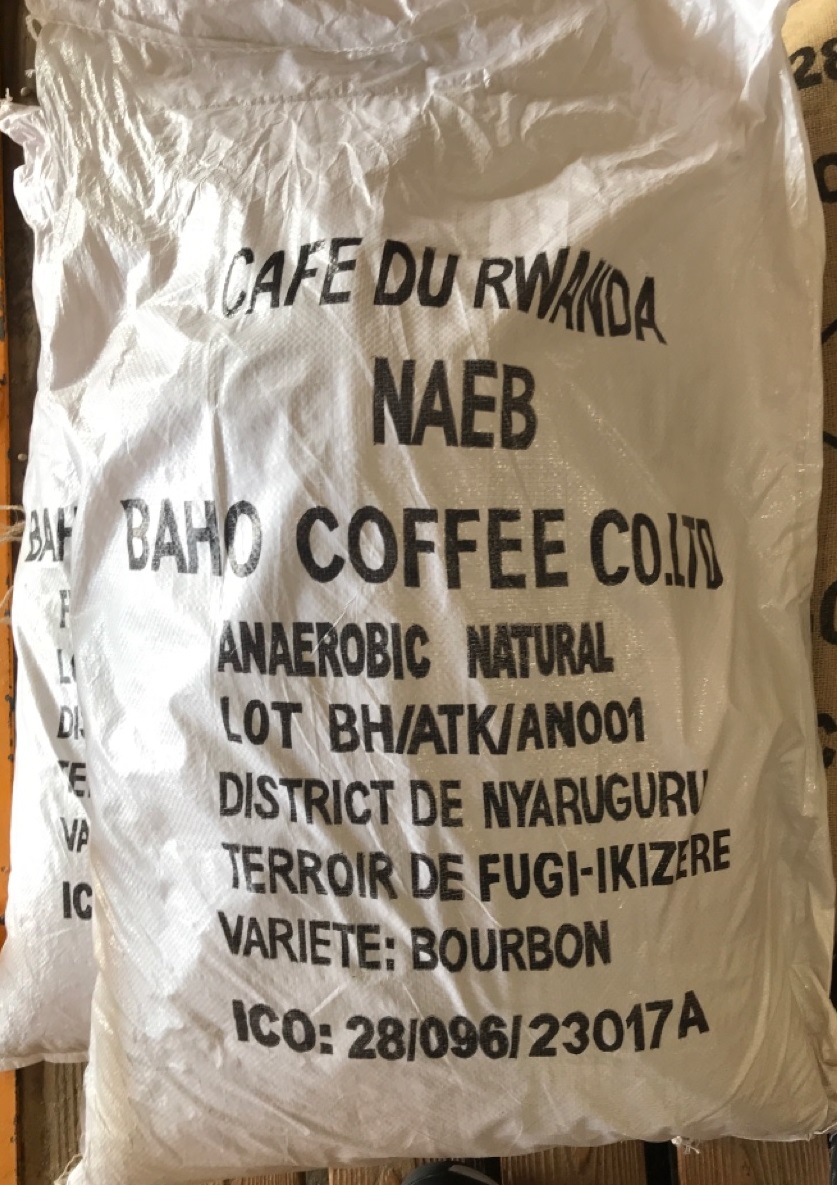 CAFE DU RWANDA
NAEB
BAHO COFFEE CO.LTD
ANAEROBIC NATURAL
LOT BH/ATK/AN001
DISTRICT DE NYARUGURU
TERROIR DE FUGI-IKIZERE
VARIETE: BOURBON
ICO: 28/096/23017A